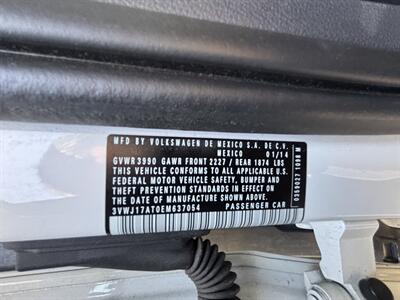 MFD BY VOLKSWAGEN DE MEXICO S.A. DE C.V.
MEXICO 01/14
GVWR 3990 GAWR FRONT 2227 / REAR 1874 LBS
THIS VEHICLE CONFORMS TO ALL APPLICABLE U.S.
FEDERAL MOTOR VEHICLE SAFETY, BUMPER AND
THEFT PREVENTION STANDARDS IN EFFECT ON THE
DATE OF MANUFACTURE SHOWN ABOVE.
3VWJ17AT0EM637054 PASSENGER CAR
0359027 1098 M